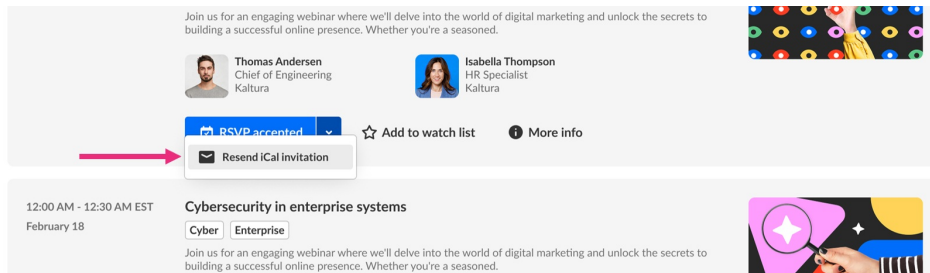 Join us for an engaging webinar where we'll delve into the world of digital marketing and unlock the secrets to
building a successful online presence. Whether you're a seasoned.
Thomas Andersen
Chief of Engineering
Kaltura
Isabella Thompson
HR Specialist
Kaltura
RSVP accepted
Add to watch list
More info
Resend iCal invitation
12:00 AM - 12:30 AM EST
February 18
Cybersecurity in enterprise systems
Cyber
Enterprise
Join us for an engaging webinar where we'll delve into the world of digital marketing and unlock the secrets to
building a successful online presence. Whether you're a seasoned.